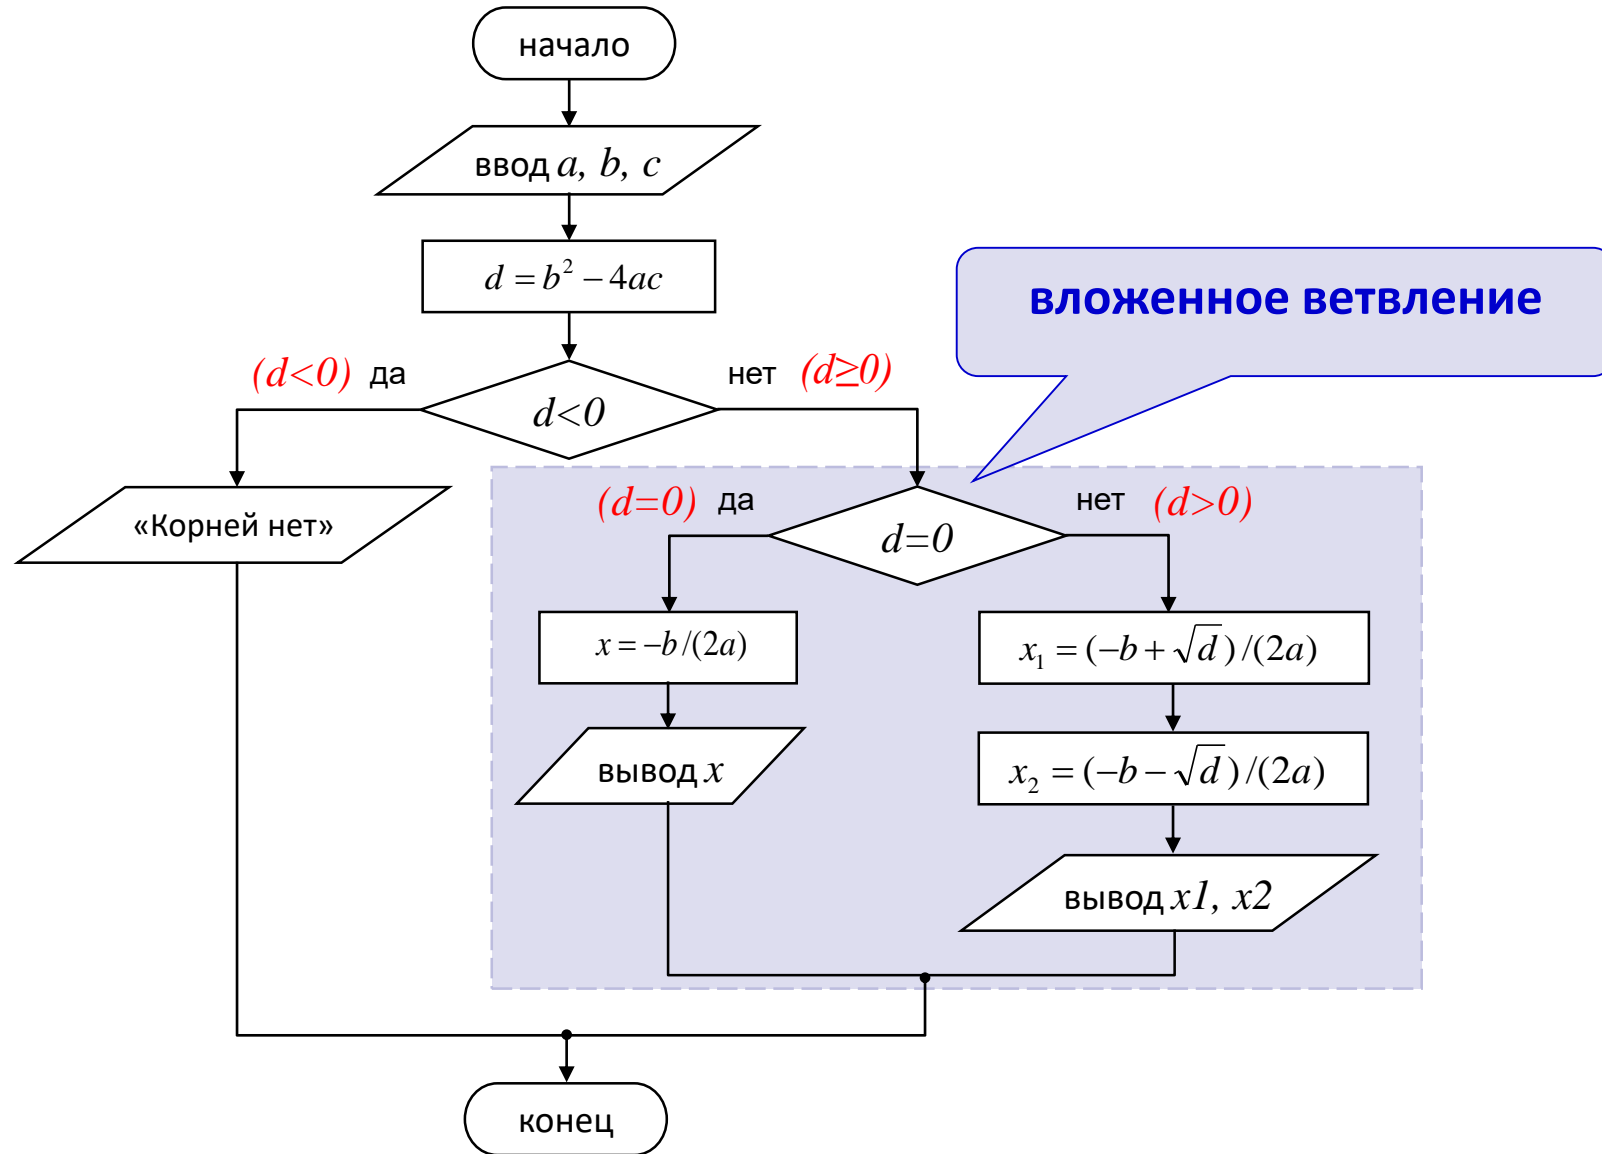 начало
ввод a, b, c
d = b² − 4ac
вложенное ветвление
(d<0) да
нет (d≥0)
d<0
«Корней нет»
(d=0) да
нет (d>0)
d=0
x = −b/(2a)
x₁ = (−b + √d)/(2a)
вывод x
x₂ = (−b − √d)/(2a)
вывод x1, x2
конец